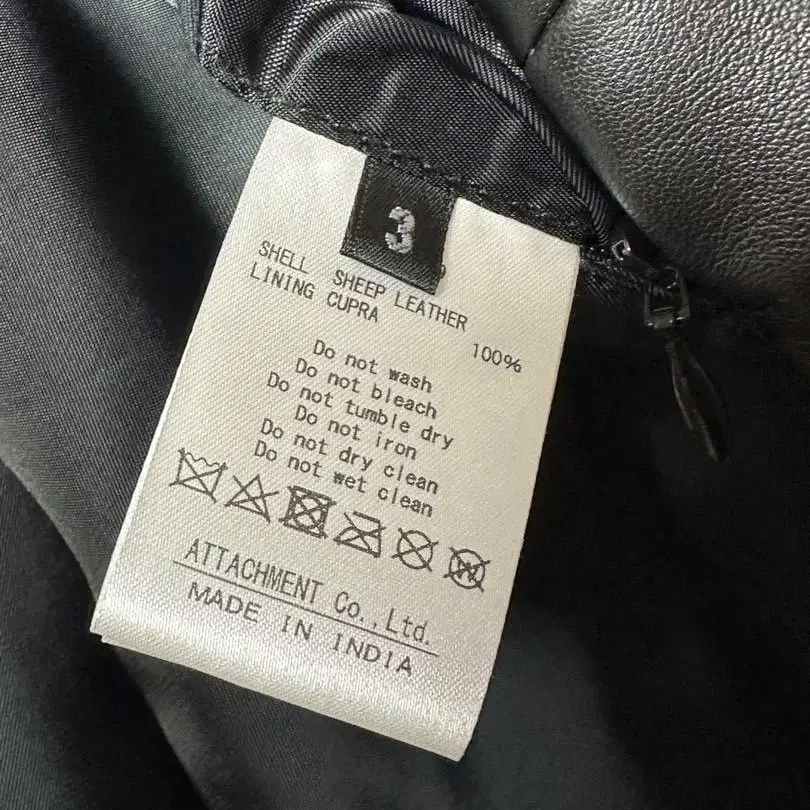 3
SHELL SHEEP LEATHER
LINING CUPRA 100%
Do not wash
Do not bleach
Do not tumble dry
Do not iron
Do not dry clean
Do not wet clean
W
ATTACHMENT Co.,Ltd.
MADE IN INDIA